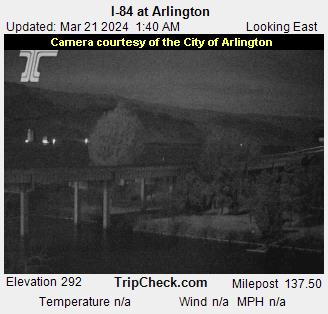 I-84 at Arlington
Updated: Mar 21 2024 1:40 AM Looking East
Camera courtesy of the City of Arlington
Elevation 292 TripCheck.com Milepost 137.50
Temperature n/a Wind n/a MPH n/a